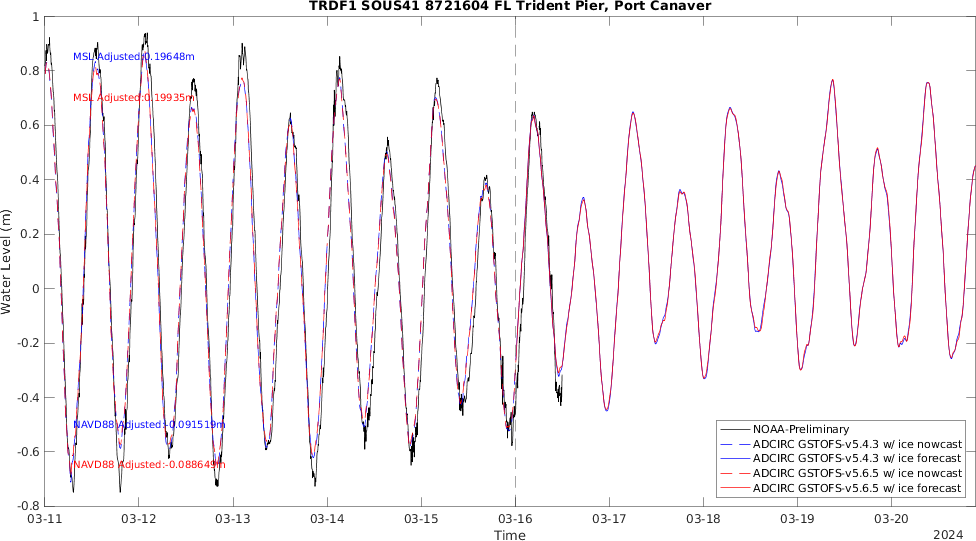 TRDF1 SOUS41 8721604 FL Trident Pier, Port Canaver
Water Level (m)
1
0.8
0.6
0.4
0.2
0
-0.2
-0.4
-0.6
-0.8
MSL Adjusted:0.19648m
MSL Adjusted:0.19935m
NAVD88 Adjusted:-0.091519m
NAVD88 Adjusted:-0.088649m
NOAA-Preliminary
ADCIRC GSTOFS-v5.4.3 w/ ice nowcast
ADCIRC GSTOFS-v5.4.3 w/ ice forecast
ADCIRC GSTOFS-v5.6.5 w/ ice nowcast
ADCIRC GSTOFS-v5.6.5 w/ ice forecast
03-11 03-12 03-13 03-14 03-15 03-16 03-17 03-18 03-19 03-20
Time
2024